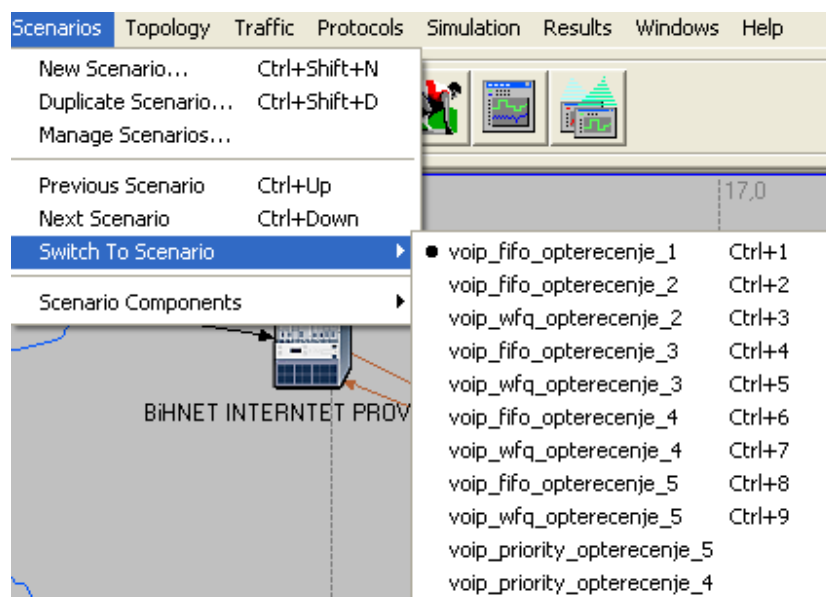 Scenarios Topology Traffic Protocols Simulation Results Windows Help
New Scenario... Ctrl+Shift+N
Duplicate Scenario... Ctrl+Shift+D
Manage Scenarios...
Previous Scenario Ctrl+Up
Next Scenario Ctrl+Down
17,0
Switch To Scenario
Scenario Components
voip_fifo_opterecenje_1 Ctrl+1
voip_fifo_opterecenje_2 Ctrl+2
voip_wfq_opterecenje_2 Ctrl+3
voip_fifo_opterecenje_3 Ctrl+4
voip_wfq_opterecenje_3 Ctrl+5
voip_fifo_opterecenje_4 Ctrl+6
voip_wfq_opterecenje_4 Ctrl+7
voip_fifo_opterecenje_5 Ctrl+8
voip_wfq_opterecenje_5 Ctrl+9
voip_priority_opterecenje_5
voip_priority_opterecenje_4
BiHNET INTERNTET PROV